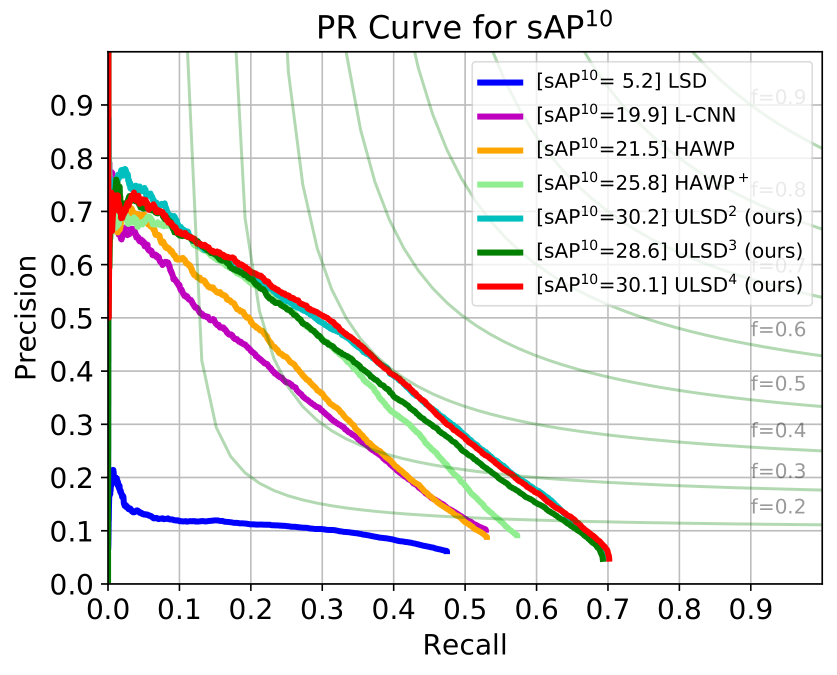 PR Curve for sAP¹⁰
[sAP¹⁰= 5.2] LSD
[sAP¹⁰=19.9] L-CNN
[sAP¹⁰=21.5] HAWP
[sAP¹⁰=25.8] HAWP⁺
[sAP¹⁰=30.2] ULSD² (ours)
[sAP¹⁰=28.6] ULSD³ (ours)
[sAP¹⁰=30.1] ULSD⁴ (ours)
f=0.9
f=0.8
f=0.7
f=0.6
f=0.5
f=0.4
f=0.3
f=0.2
Precision
0.9
0.8
0.7
0.6
0.5
0.4
0.3
0.2
0.1
0.0
0.0 0.1 0.2 0.3 0.4 0.5 0.6 0.7 0.8 0.9
Recall